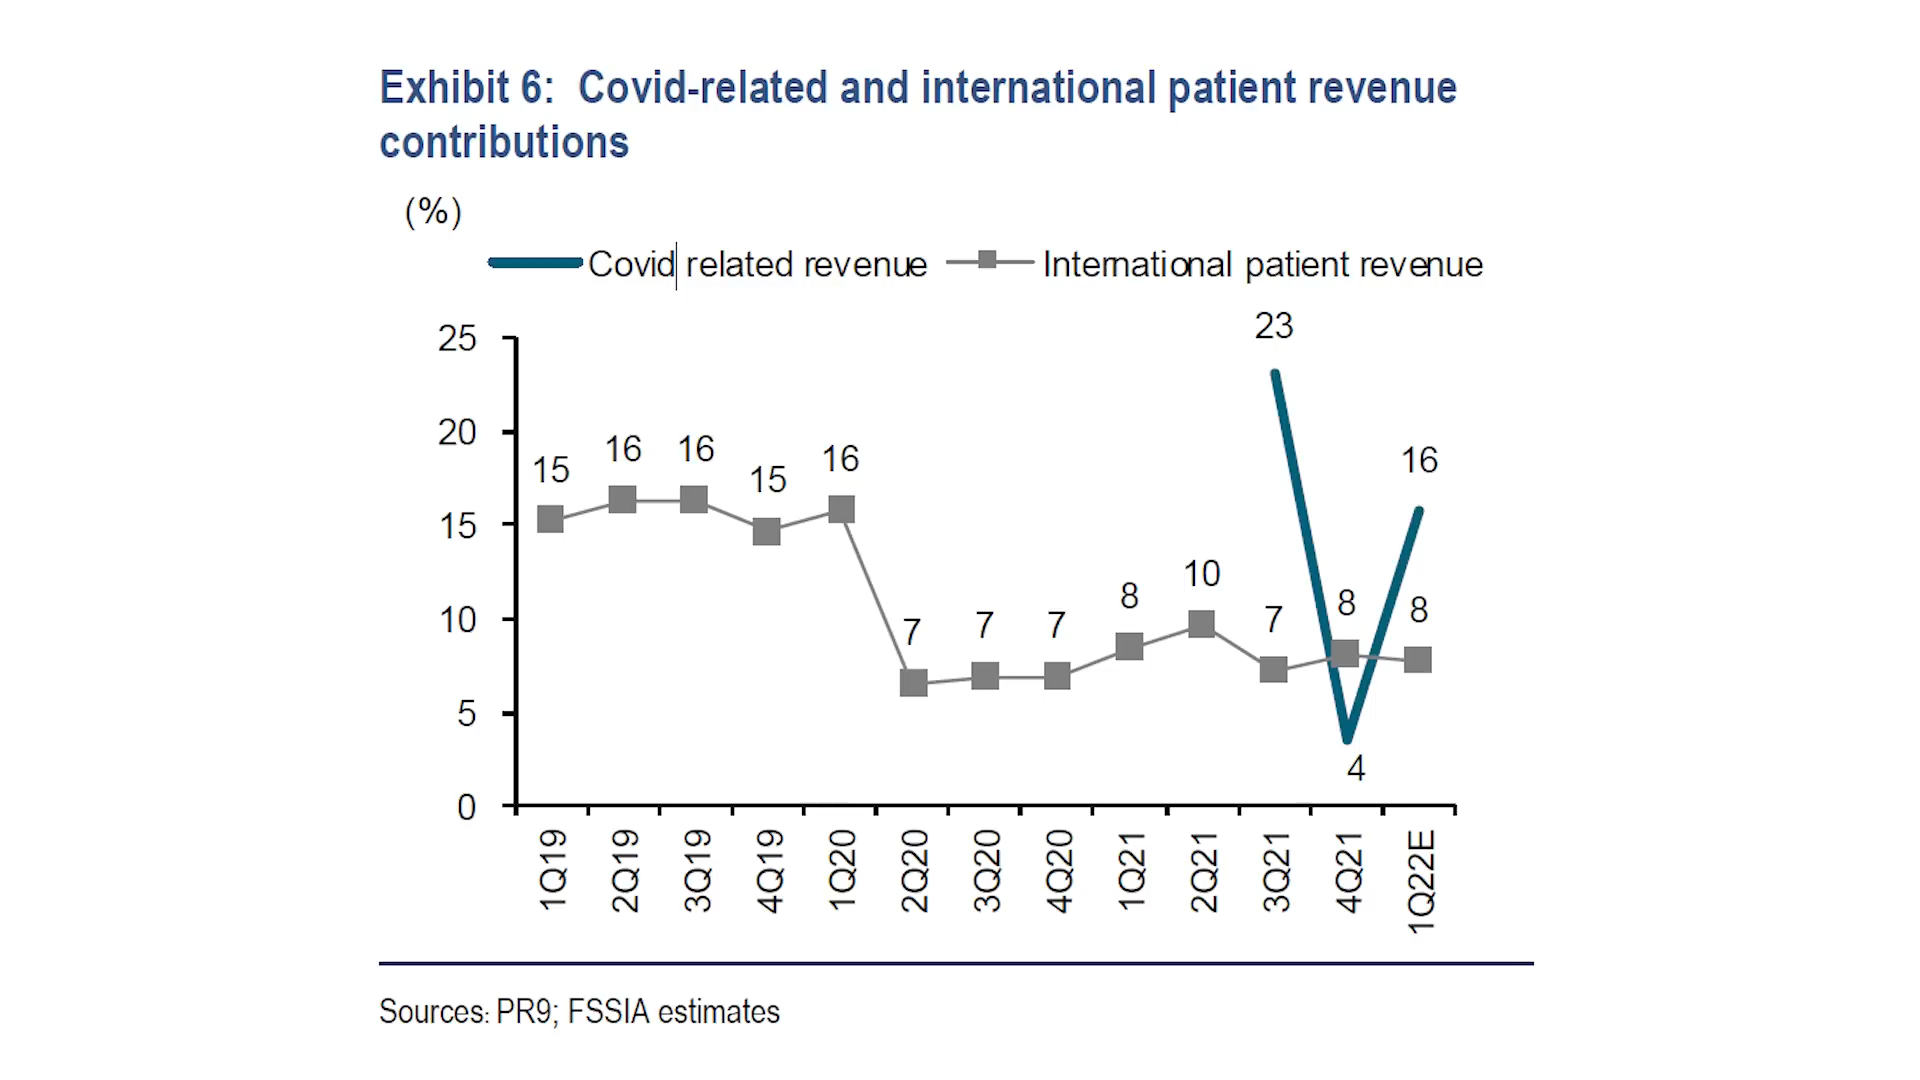 Exhibit 6: Covid-related and international patient revenue
contributions
(%)
Covid related revenue International patient revenue
25
20
15
10
5
0
15 16 16 15 16 7 7 7 8 10 7 8 8
23 4 16
1Q19 2Q19 3Q19 4Q19 1Q20 2Q20 3Q20 4Q20 1Q21 2Q21 3Q21 4Q21 1Q22E
Sources: PR9; FSSIA estimates